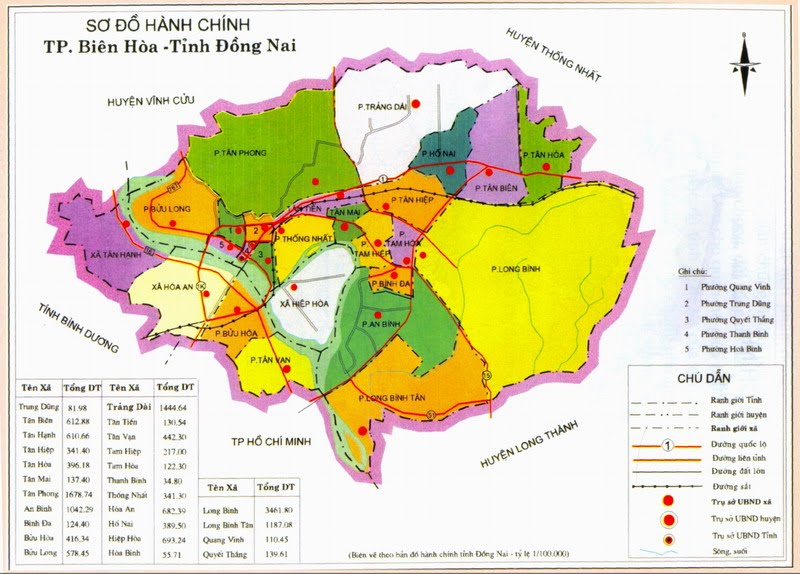 SƠ ĐỒ HÀNH CHÍNH
TP. Biên Hòa -Tỉnh Đồng Nai
HUYỆN THỐNG NHẤT
HUYỆN VĨNH CỬU
B
P.TRẢNG DÀI
P.TÂN PHONG
P.HỐ NAI
P.TÂN HÒA
P.TÂN BIÊN
1
P.TÂN HIỆP
P.BỬU LONG
TÂN TIẾN
TÂN MAI
P.THỐNG NHẤT
P. TAM HIỆP
P. TAM HÒA
1
2
3
4
5
XÃ TÂN HẠNH
16
P.LONG BÌNH
P.BÌNH ĐA
XÃ HÓA AN
1K
XÃ HIỆP HÒA
P.BỬU HÒA
P.AN BÌNH
P.TÂN VẠN
TỈNH BÌNH DƯƠNG
15
P.LONG BÌNH TÂN
51
TP HỒ CHÍ MINH
HUYỆN LONG THÀNH
Ghi chú:
1 Phường Quang Vinh
2 Phường Trung Dũng
3 Phường Quyết Thắng
4 Phường Thanh Bình
5 Phường Hoà Bình
CHÚ DẪN
Ranh giới Tỉnh
Ranh giới huyện
Ranh giới xã
1 Đường quốc lộ
Đường liên tỉnh
Đường đất lớn
Đường sắt
Trụ sở UBND xã
Trụ sở UBND huyện
Trụ sở UBND Tỉnh
Sông, suối
Tên Xã Tổng DT Tên Xã Tổng DT
Trung Dũng 81.98 Trảng Dài 1444.64
Tân Biên 612.88 Tân Tiến 130.54
Tân Hạnh 610.66 Tân Vạn 442.30
Tân Hiệp 341.40 Tam Hiệp 217.00
Tân Hòa 396.18 Tam Hòa 122.30
Tân Mai 137.40 Thanh Bình 34.80
Tân Phong 1678.74 Thống Nhất 341.30
An Bình 1042.29 Hóa An 682.39
Bình Đa 124.40 Hố Nai 389.50
Bửu Hòa 416.34 Hiệp Hòa 693.24
Bửu Long 578.45 Hòa Bình 55.71
Tên Xã Tổng DT
Long Bình 3461.80
Long Bình Tân 1187.08
Quang Vinh 110.45
Quyết Thắng 139.61
(Biên vẽ theo bản đồ hành chính tỉnh Đồng Nai - tỷ lệ 1/100.000)